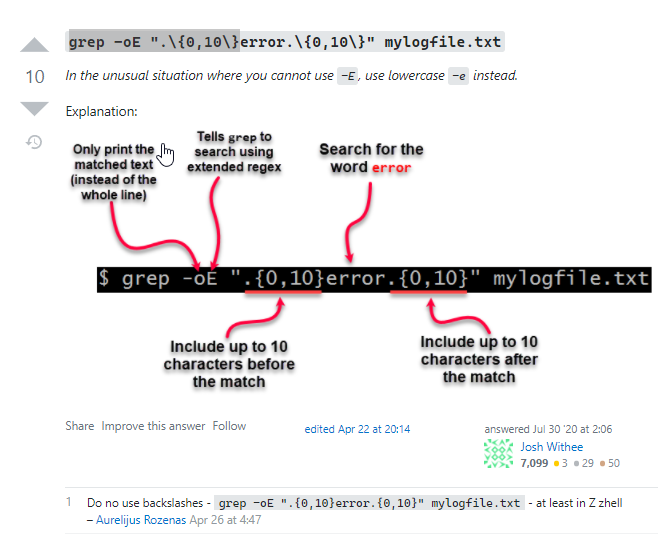 grep -oE ".\{0,10\}error.\{0,10\}" mylogfile.txt
10
In the unusual situation where you cannot use -E, use lowercase -e instead.
Explanation:
Only print the
matched text
(instead of the
whole line)
Tells grep to
search using
extended regex
Search for the
word error
$ grep -oE ".{0,10}error.{0,10}" mylogfile.txt
Include up to 10
characters before
the match
Include up to 10
characters after
the match
Share Improve this answer Follow
edited Apr 22 at 20:14
answered Jul 30 '20 at 2:06
Josh Withee
7,099 3 29 50
1 Do no use backslashes - grep -oE ".{0,10}error.{0,10}" mylogfile.txt - at least in Z zhell
– Aurelijus Rozenas Apr 26 at 4:47